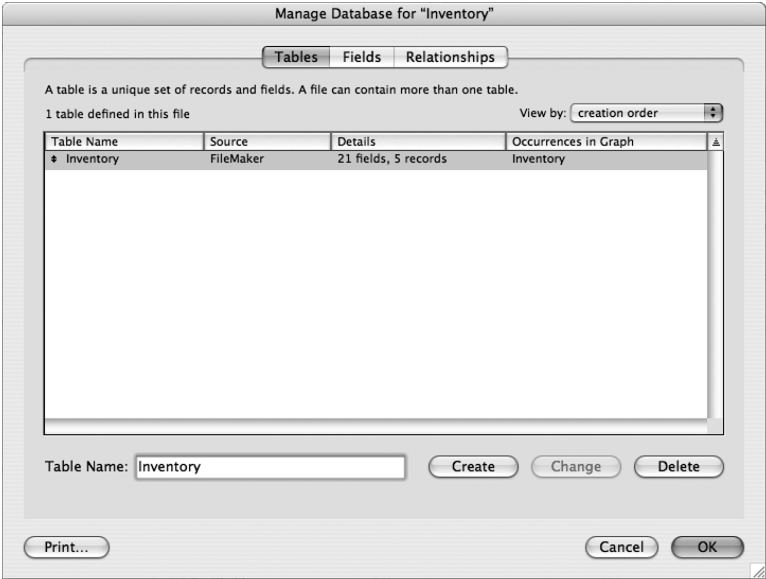 Manage Database for “Inventory”
Tables Fields Relationships
A table is a unique set of records and fields. A file can contain more than one table.
1 table defined in this file View by: creation order
Table Name Source Details Occurrences in Graph
Inventory FileMaker 21 fields, 5 records Inventory
Table Name: Inventory Create Change Delete
Print... Cancel OK